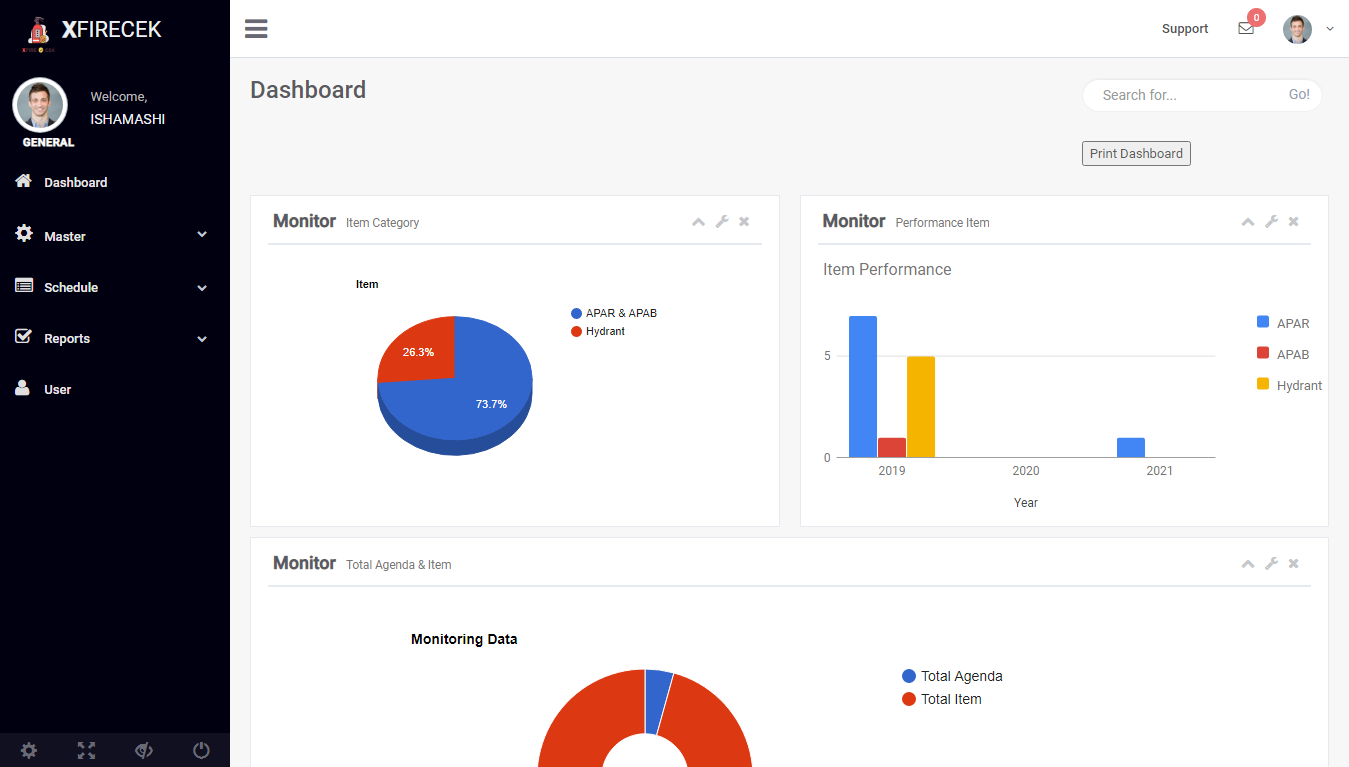 XFIRECEK
Welcome,
ISHAMASHI
GENERAL
Dashboard
Master
Schedule
Reports
User
Support
0
Dashboard
Search for...
Go!
Print Dashboard
Monitor Item Category
Item
APAR & APAB
Hydrant
26.3%
73.7%
Monitor Performance Item
Item Performance
5
0
2019
2020
2021
Year
APAR
APAB
Hydrant
Monitor Total Agenda & Item
Monitoring Data
Total Agenda
Total Item